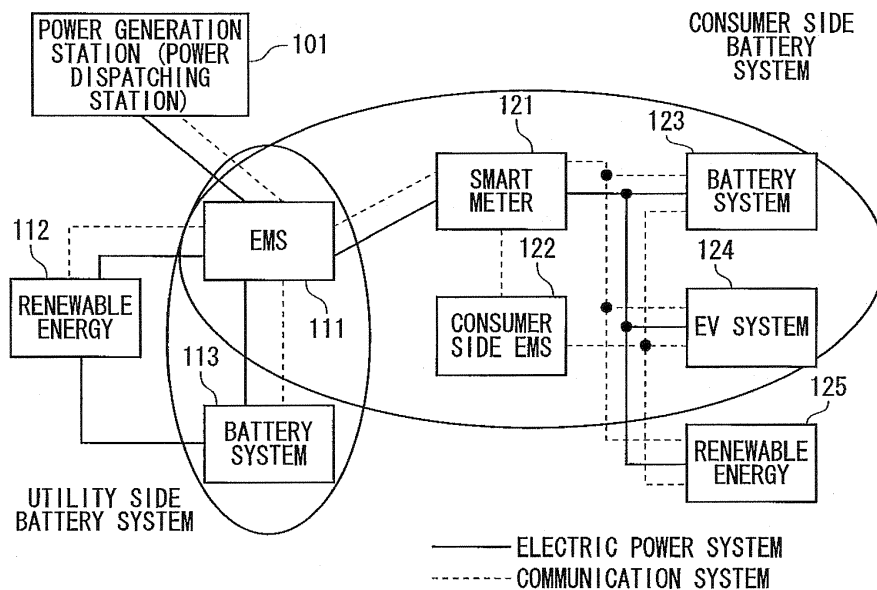 POWER GENERATION
STATION (POWER
DISPATCHING
STATION)
101
CONSUMER SIDE
BATTERY
SYSTEM
121
123
SMART
METER
BATTERY
SYSTEM
EMS
112
111
122
124
RENEWABLE
ENERGY
CONSUMER
SIDE EMS
EV SYSTEM
113
125
BATTERY
SYSTEM
RENEWABLE
ENERGY
UTILITY SIDE
BATTERY SYSTEM
ELECTRIC POWER SYSTEM
COMMUNICATION SYSTEM